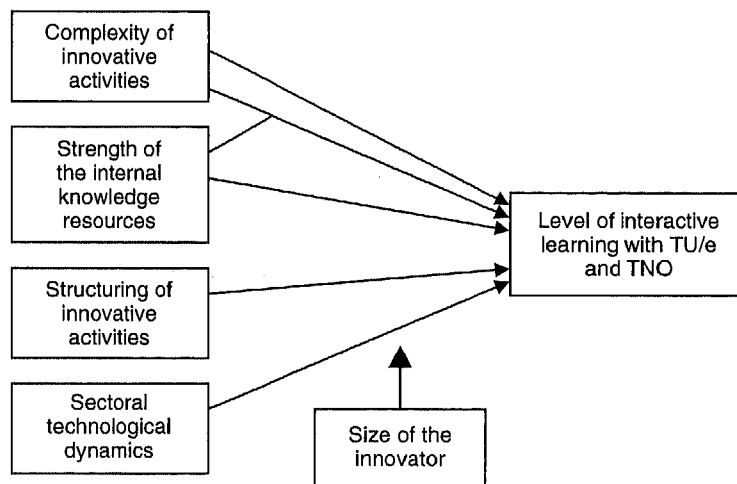 Complexity of
innovative
activities
Strength of
the internal
knowledge
resources
Structuring of
innovative
activities
Sectoral
technological
dynamics
Size of the
innovator
Level of interactive
learning with TU/e
and TNO